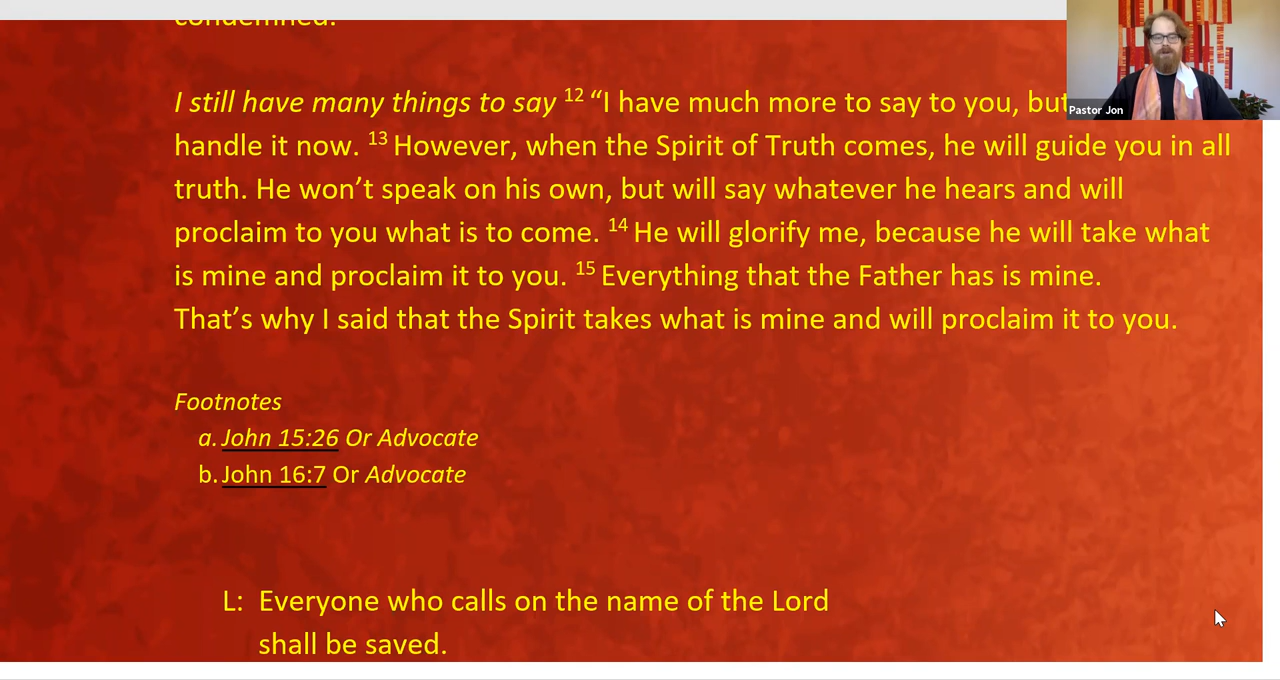 condemned.
I still have many things to say 12 “I have much more to say to you, but
handle it now. 13 However, when the Spirit of Truth comes, he will guide you in all
truth. He won’t speak on his own, but will say whatever he hears and will
proclaim to you what is to come. 14 He will glorify me, because he will take what
is mine and proclaim it to you. 15 Everything that the Father has is mine.
That’s why I said that the Spirit takes what is mine and will proclaim it to you.
Footnotes
a. John 15:26 Or Advocate
b. John 16:7 Or Advocate
L: Everyone who calls on the name of the Lord
shall be saved.
Pastor Jon